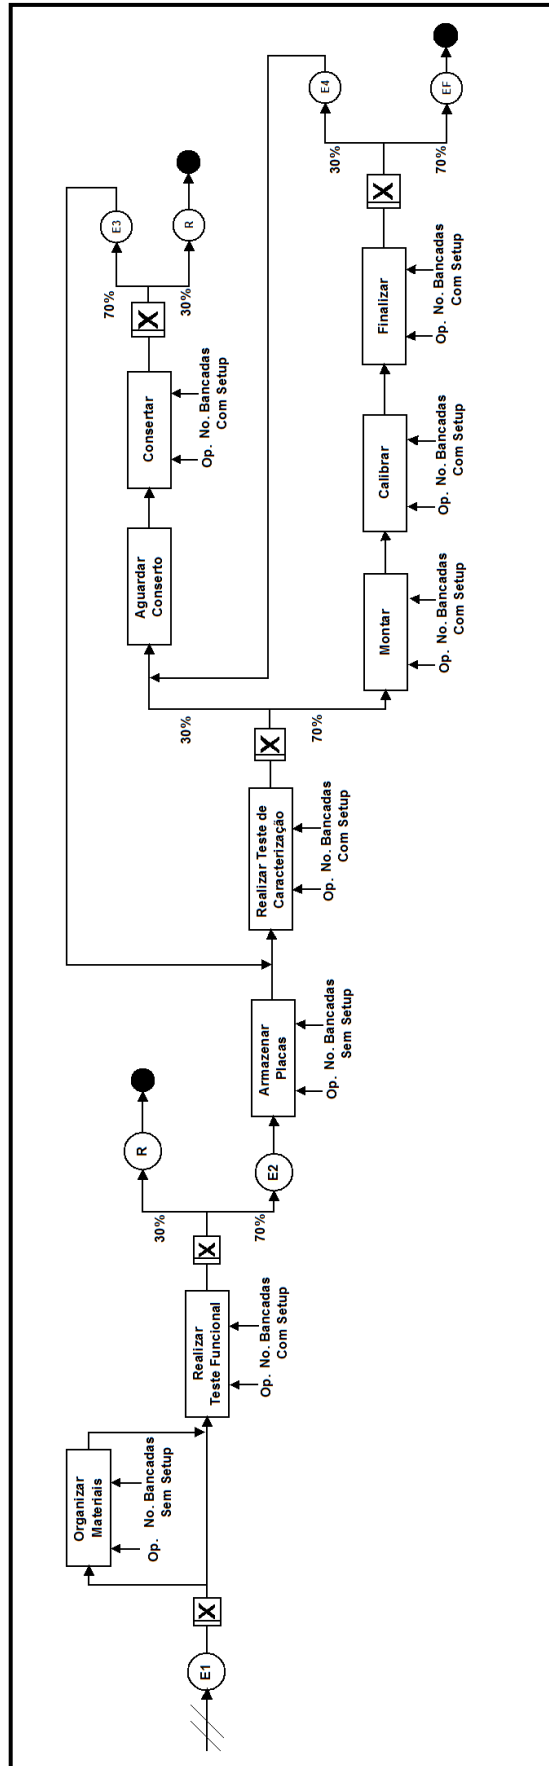 E1
X
Organizar
Materiais
Op. No. Bancadas
Sem Setup
Realizar
Teste Funcional
Op. No. Bancadas
Com Setup
X
30%
70%
R
E2
Armazenar
Placas
Op. No. Bancadas
Sem Setup
Realizar Teste de
Caracterização
Op. No. Bancadas
Com Setup
X
30%
70%
Aguardar
Conserto
Consertar
Op. No. Bancadas
Com Setup
X
70%
30%
E3
R
Montar
Op. No. Bancadas
Com Setup
Calibrar
Op. No. Bancadas
Com Setup
Finalizar
Op. No. Bancadas
Com Setup
X
30%
70%
E4
EF